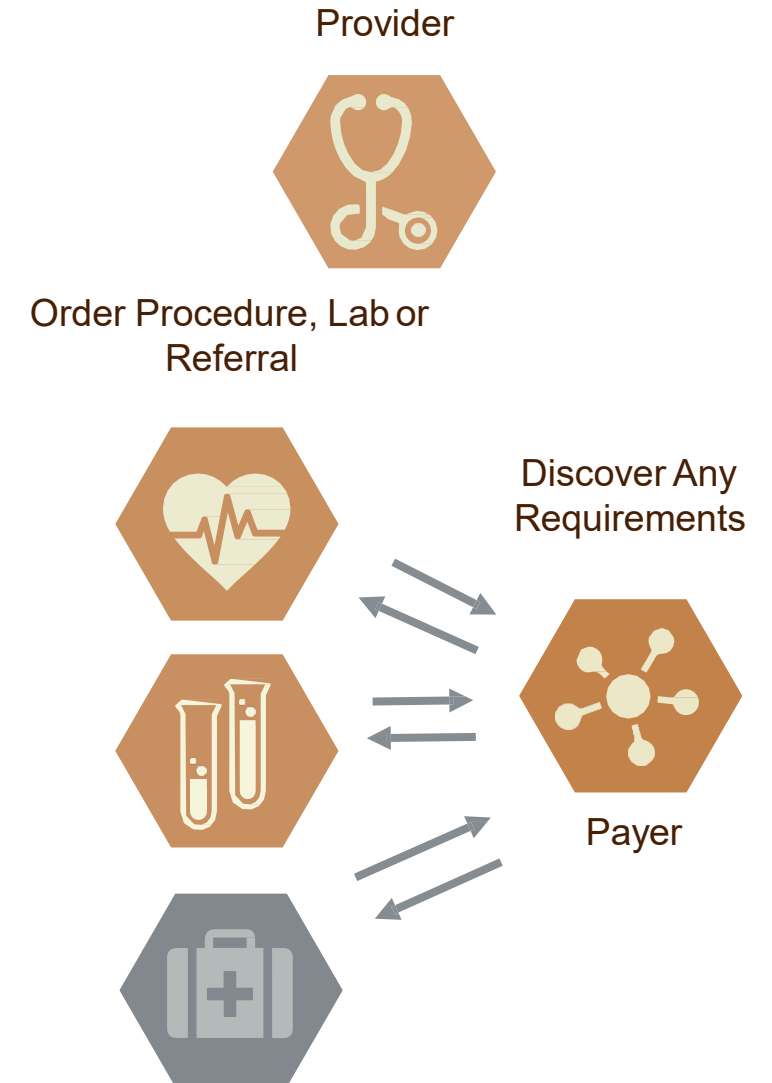 Provider
Order Procedure, Lab or
Referral
Discover Any
Requirements
Payer